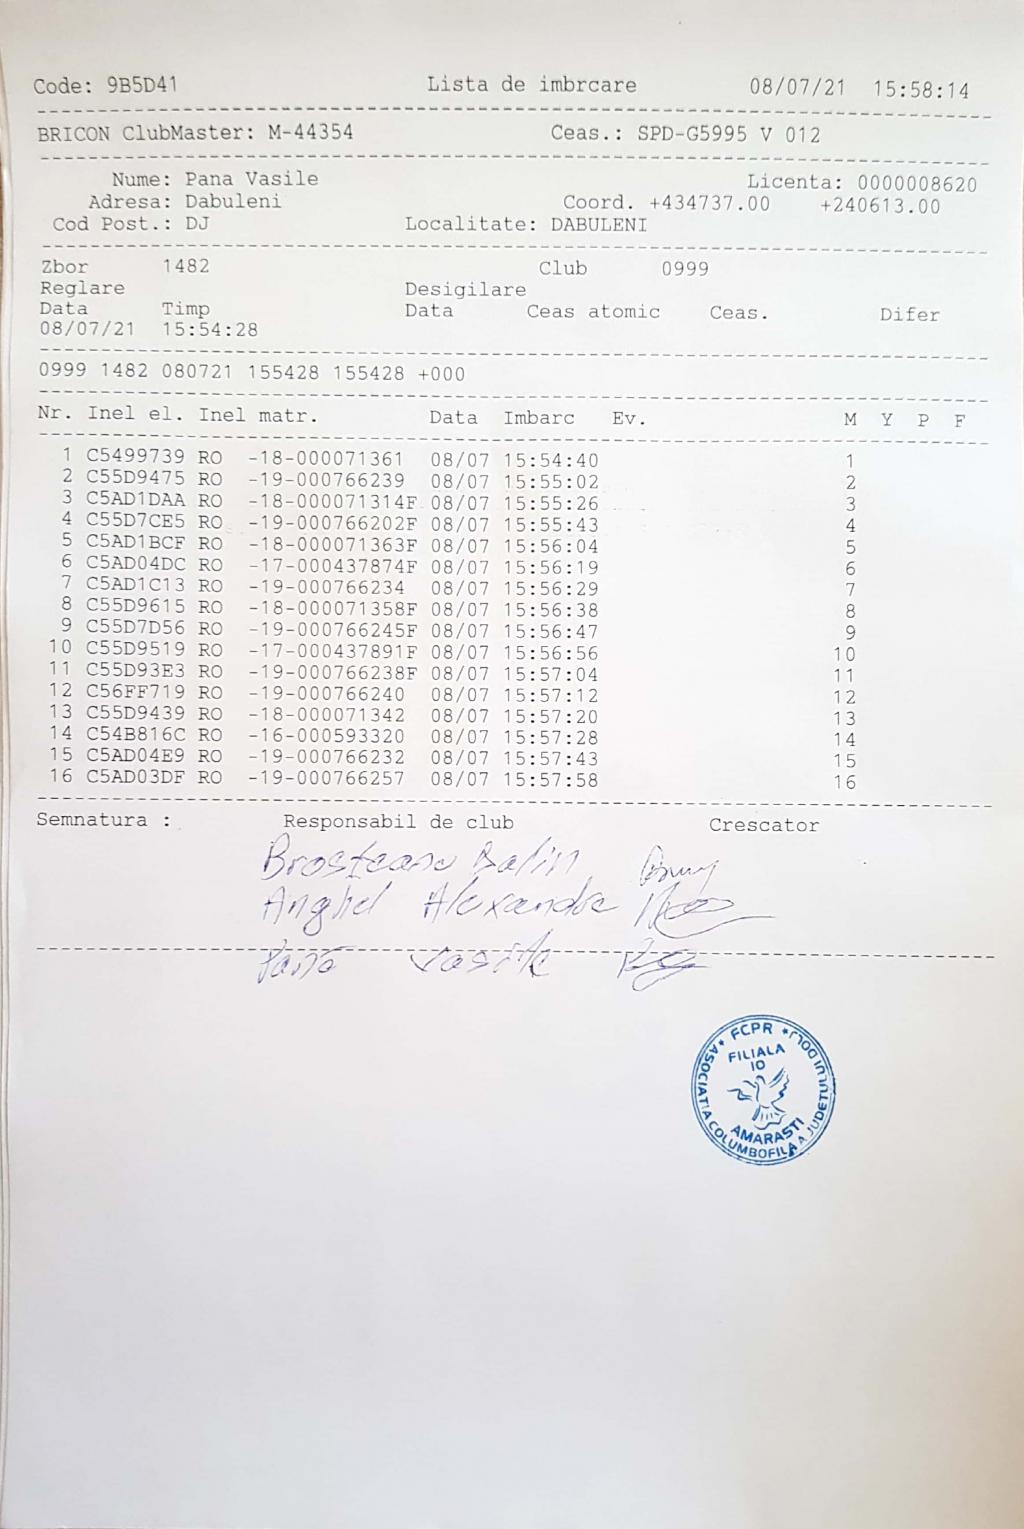 Code: 9B5D41 Lista de imbrcare 08/07/21 15:58:14
BRICON ClubMaster: M-44354 Ceas.: SPD-G5995 V 012
Nume: Pana Vasile Licenta: 0000008620
Adresa: Dabuleni Coord. +434737.00 +240613.00
Cod Post.: DJ Localitate: DABULENI
Zbor 1482 Club 0999
Reglare Desigilare
Data Timp Data Ceas atomic Ceas. Difer
08/07/21 15:54:28
0999 1482 080721 155428 155428 +000
Nr. Inel el. Inel matr. Data Imbarc Ev. M Y P F
1 C5499739 RO -18-000071361 08/07 15:54:40 1
2 C55D9475 RO -19-000766239 08/07 15:55:02 2
3 C5AD1DAA RO -18-000071314F 08/07 15:55:26 3
4 C55D7CE5 RO -19-000766202F 08/07 15:55:43 4
5 C5AD1BCF RO -18-000071363F 08/07 15:56:04 5
6 C5AD04DC RO -17-000437874F 08/07 15:56:19 6
7 C5AD1C13 RO -19-000766234 08/07 15:56:29 7
8 C55D9615 RO -18-000071358F 08/07 15:56:38 8
9 C55D7D56 RO -19-000766245F 08/07 15:56:47 9
10 C55D9519 RO -17-000437891F 08/07 15:56:56 10
11 C55D93E3 RO -19-000766238F 08/07 15:57:04 11
12 C56FF719 RO -19-000766240 08/07 15:57:12 12
13 C55D9439 RO -18-000071342 08/07 15:57:20 13
14 C54B816C RO -16-000593320 08/07 15:57:28 14
15 C5AD04E9 RO -19-000766232 08/07 15:57:43 15
16 C5AD03DF RO -19-000766257 08/07 15:57:58 16
Semnatura : Responsabil de club Crescator
Brosteanu
Anghel Alexandru
Pana Vasile
ASOCIATIA COLUMBOFILA A JUDETULUI DOLJ * FCPR *
FILIALA
10
AMARASTI